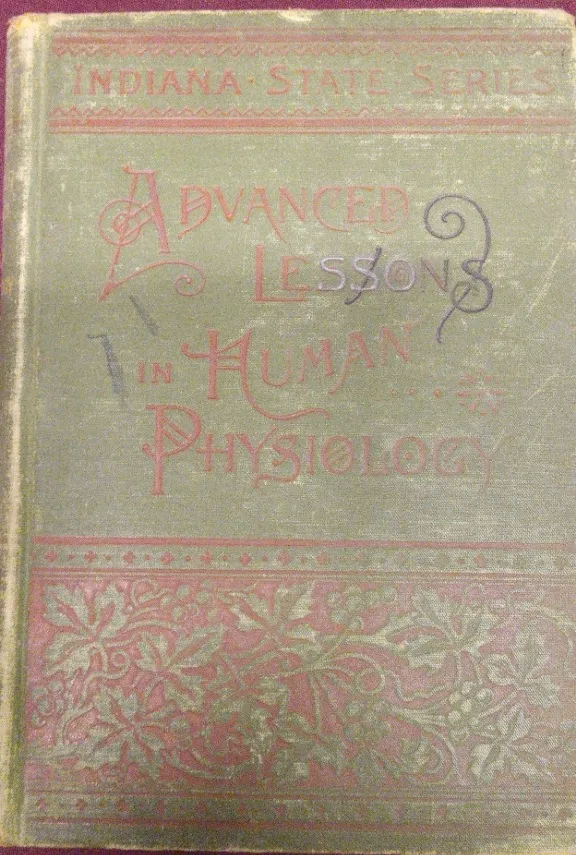 INDIANA · STATE SERIES
ADVANCED
LESSONS
IN HUMAN
PHYSIOLOGY